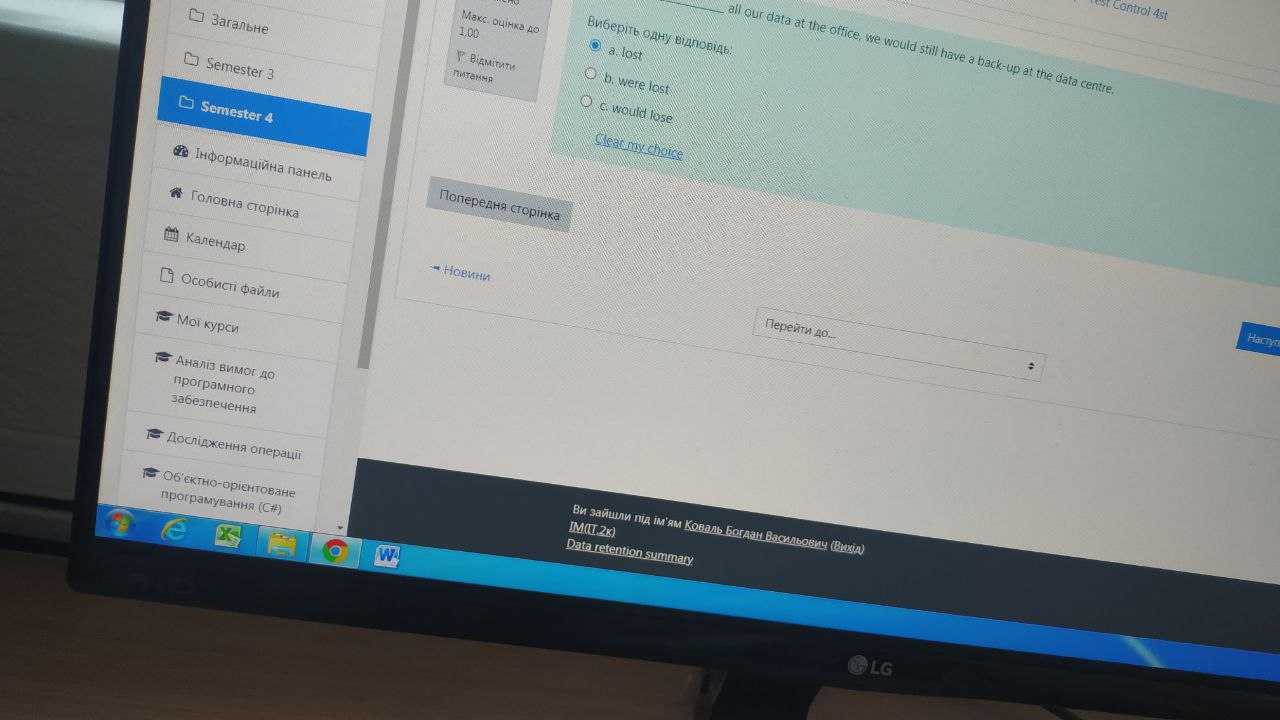 Загальне
Semester 3
Semester 4
Інформаційна панель
Головна сторінка
Календар
Особисті файли
Мої курси
Аналіз вимог до
програмного
забезпечення
Дослідження операції
Об'єктно-орієнтоване
програмування (C#)
Макс. оцінка до
1,00
Відмітити
питання
Test Control 4st
all our data at the office, we would still have a back-up at the data centre.
Виберіть одну відповідь:
a. lost
b. were lost
c. would lose
Clear my choice
Попередня сторінка
◄ Новини
Перейти до...
Наступ
Ви зайшли під ім'ям Коваль Богдан Васильович (Вихід)
ІМ(ІТ,2к)
Data retention summary
LG